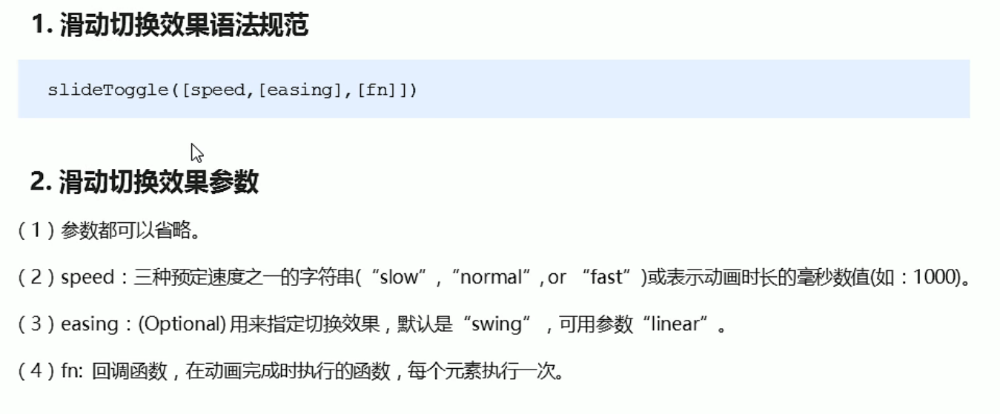 1. 滑动切换效果语法规范
slideToggle([speed,[easing],[fn]])
2. 滑动切换效果参数
（1）参数都可以省略。
（2）speed：三种预定速度之一的字符串(“slow”,“normal”, or “fast”)或表示动画时长的毫秒数值(如：1000)。
（3）easing：(Optional) 用来指定切换效果，默认是“swing”，可用参数“linear”。
（4）fn: 回调函数，在动画完成时执行的函数，每个元素执行一次。